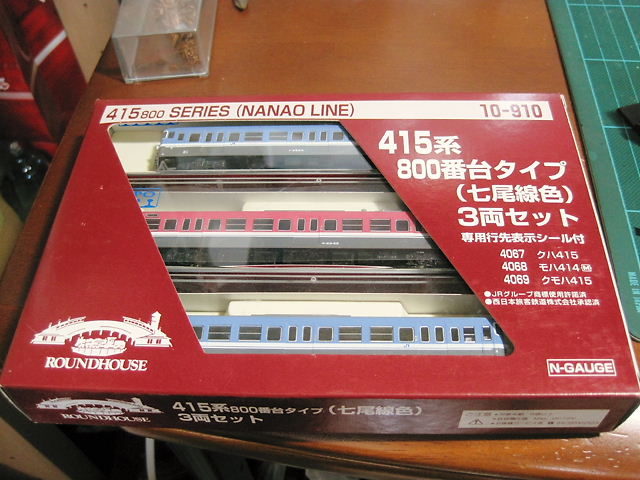 415 800 SERIES (NANAO LINE)
10-910
415系
800番台タイプ
(七尾線色)
3両セット
専用行先表示シール付
4067 クハ415
4068 モハ414 M
4069 クモハ415
●JRグループ商標使用許諾済
●西日本旅客鉄道株式会社承認済
ROUNDHOUSE
N-GAUGE
ROUNDHOUSE
415系800番台タイプ(七尾線色)
3両セット